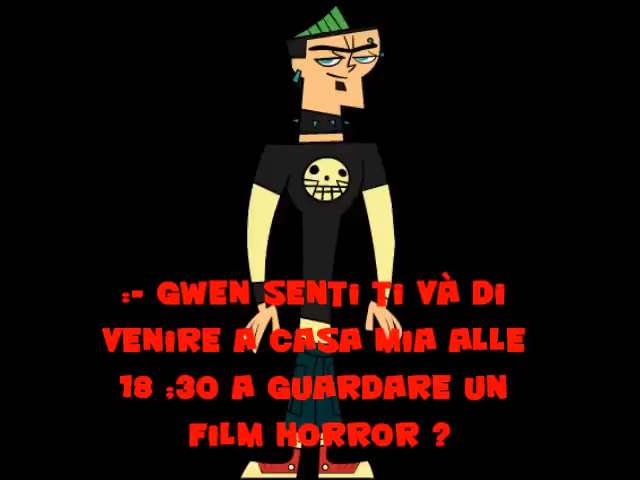 :- GWEN SENTI TI VÀ DI
VENIRE A CASA MIA ALLE
18 :30 A GUARDARE UN
FILM HORROR ?